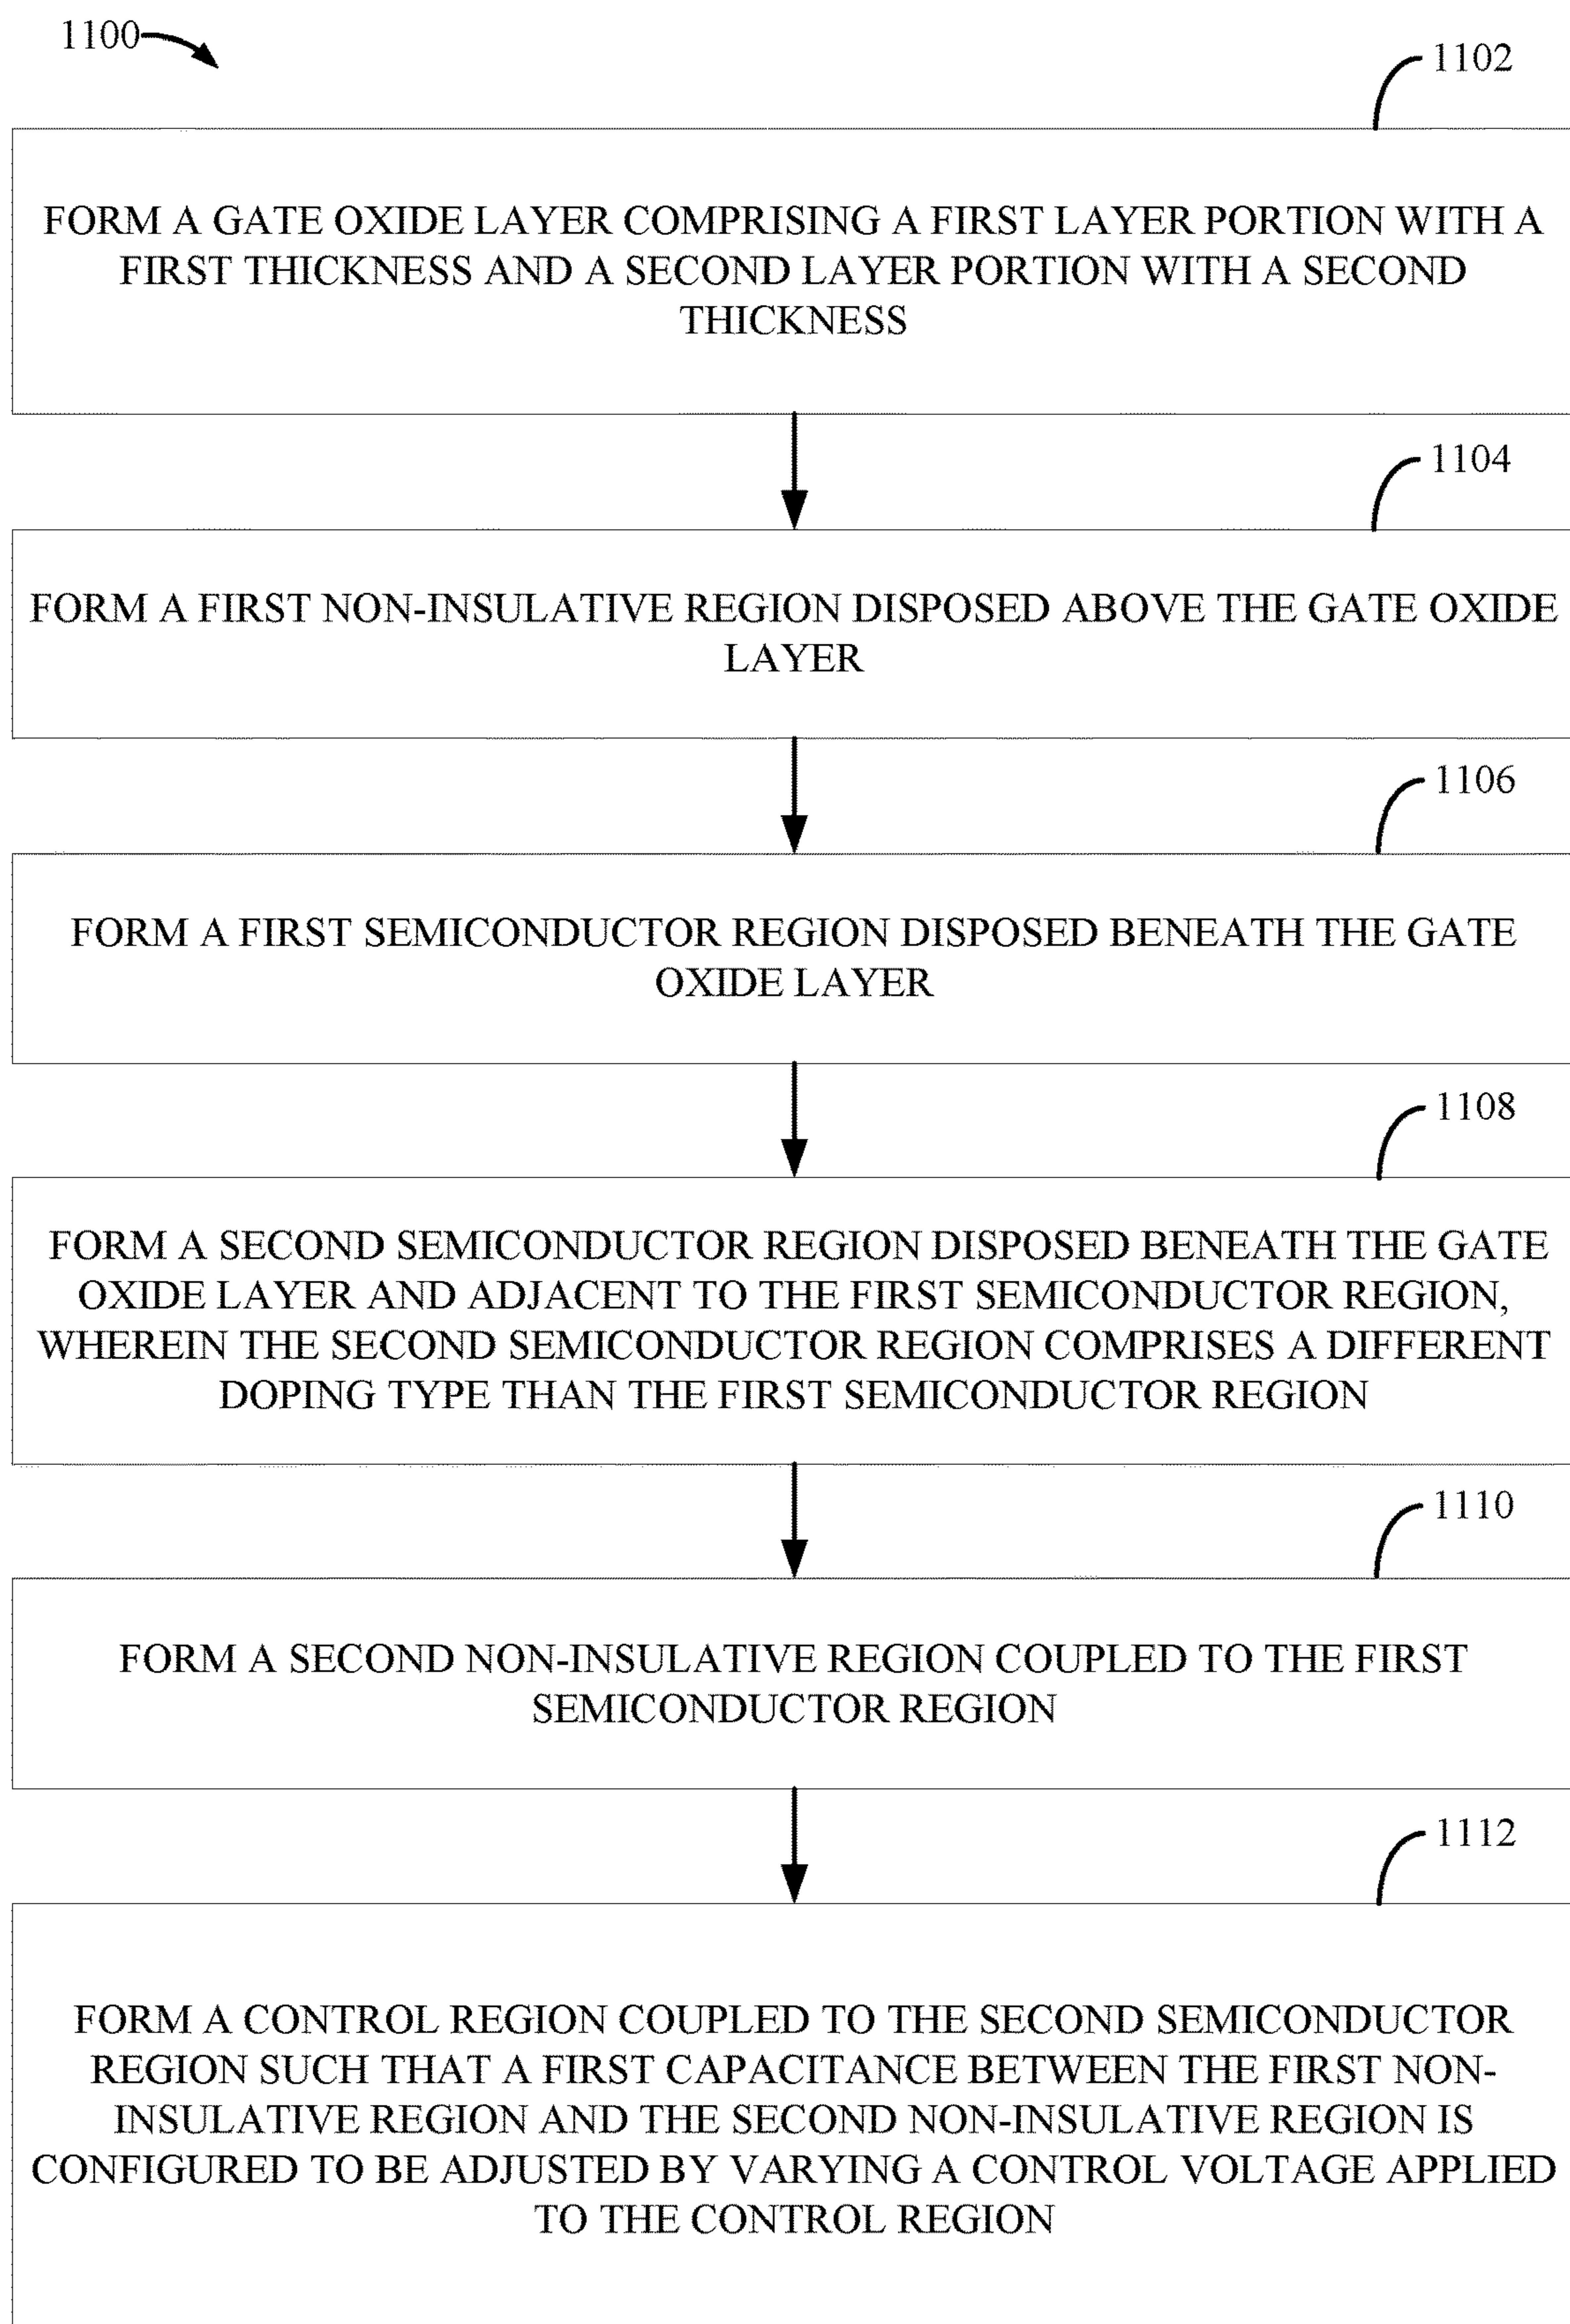 1100
1102
FORM A GATE OXIDE LAYER COMPRISING A FIRST LAYER PORTION WITH A
FIRST THICKNESS AND A SECOND LAYER PORTION WITH A SECOND
THICKNESS
1104
FORM A FIRST NON-INSULATIVE REGION DISPOSED ABOVE THE GATE OXIDE
LAYER
1106
FORM A FIRST SEMICONDUCTOR REGION DISPOSED BENEATH THE GATE
OXIDE LAYER
1108
FORM A SECOND SEMICONDUCTOR REGION DISPOSED BENEATH THE GATE
OXIDE LAYER AND ADJACENT TO THE FIRST SEMICONDUCTOR REGION,
WHEREIN THE SECOND SEMICONDUCTOR REGION COMPRISES A DIFFERENT
DOPING TYPE THAN THE FIRST SEMICONDUCTOR REGION
1110
FORM A SECOND NON-INSULATIVE REGION COUPLED TO THE FIRST
SEMICONDUCTOR REGION
1112
FORM A CONTROL REGION COUPLED TO THE SECOND SEMICONDUCTOR
REGION SUCH THAT A FIRST CAPACITANCE BETWEEN THE FIRST NON-
INSULATIVE REGION AND THE SECOND NON-INSULATIVE REGION IS
CONFIGURED TO BE ADJUSTED BY VARYING A CONTROL VOLTAGE APPLIED
TO THE CONTROL REGION